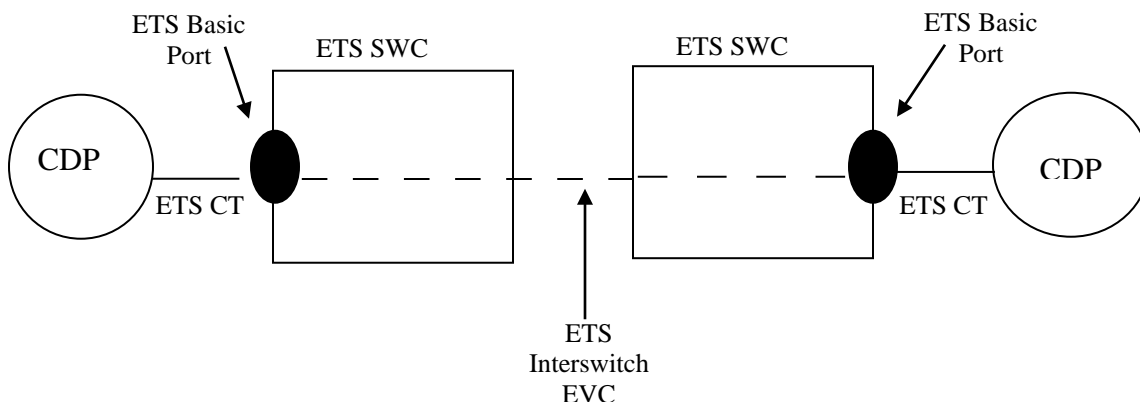 ETS Basic
Port
ETS SWC
ETS SWC
ETS Basic
Port
CDP
ETS CT
ETS CT
CDP
ETS
Interswitch
EVC